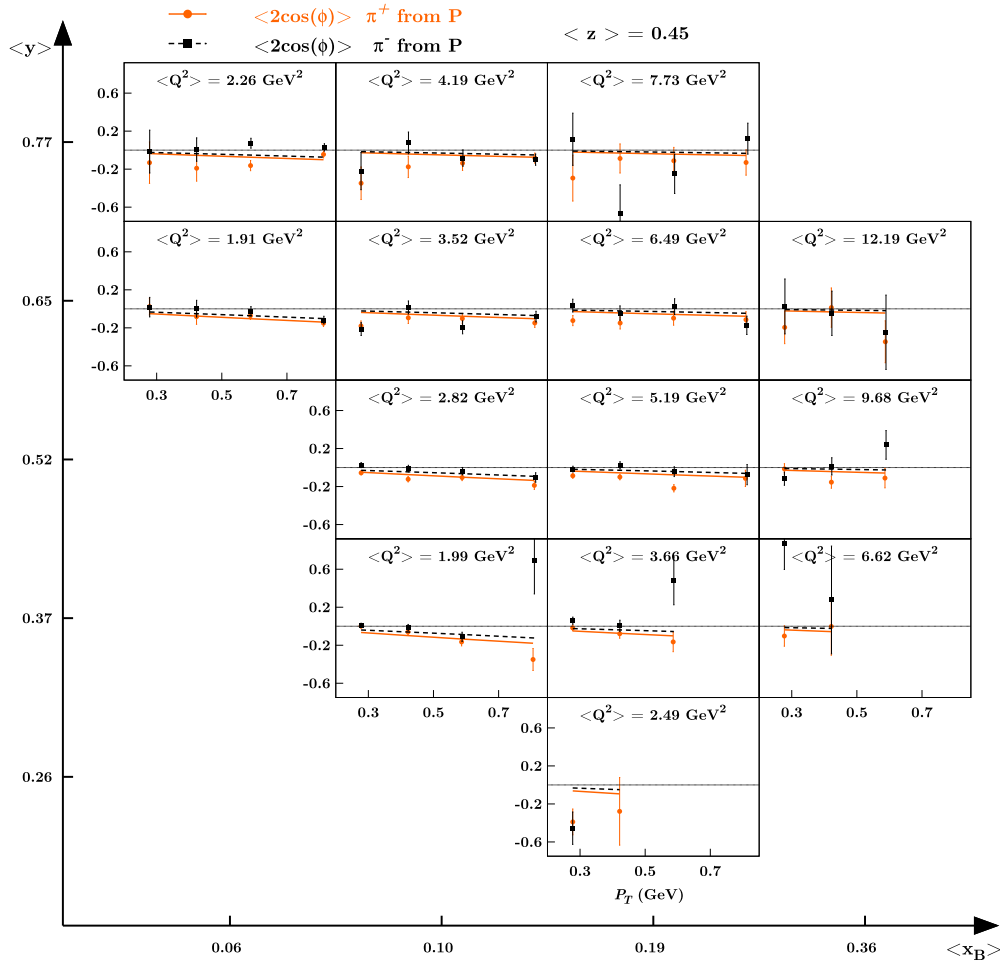 <2cos(ϕ)> π⁺ from P
<2cos(ϕ)> π⁻ from P
< z > = 0.45
<y>
<Q²> = 2.26 GeV² <Q²> = 4.19 GeV² <Q²> = 7.73 GeV²
0.6
0.2
-0.2
-0.6
0.77
<Q²> = 1.91 GeV² <Q²> = 3.52 GeV² <Q²> = 6.49 GeV² <Q²> = 12.19 GeV²
0.6
0.2
-0.2
-0.6
0.65
0.3 0.5 0.7
<Q²> = 2.82 GeV² <Q²> = 5.19 GeV² <Q²> = 9.68 GeV²
0.6
0.2
-0.2
-0.6
0.52
<Q²> = 1.99 GeV² <Q²> = 3.66 GeV² <Q²> = 6.62 GeV²
0.6
0.2
-0.2
-0.6
0.37
0.3 0.5 0.7 0.3 0.5 0.7
<Q²> = 2.49 GeV²
0.6
0.2
-0.2
-0.6
0.26
0.3 0.5 0.7
P_T (GeV)
0.06 0.10 0.19 0.36
<x_B>